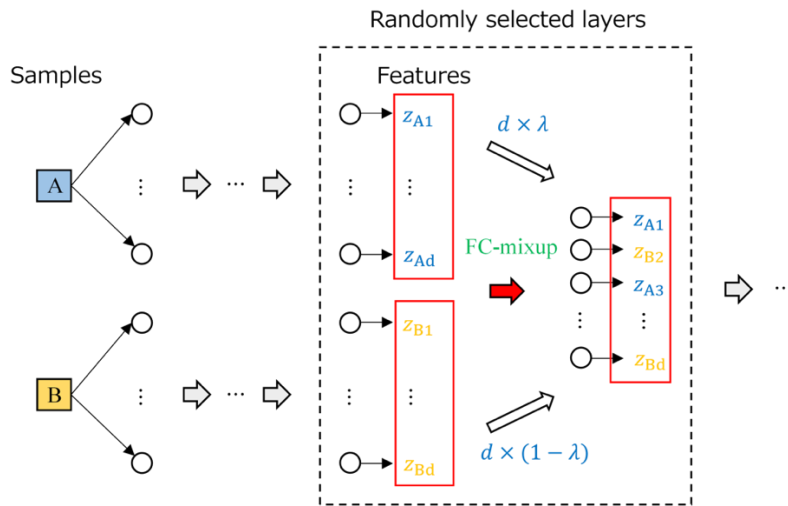 Randomly selected layers
Samples
Features
A
⋮
⋯
⋮
z_A1
⋮
z_Ad
d × λ
B
⋮
⋯
⋮
z_B1
⋮
z_Bd
d × (1 − λ)
FC-mixup
z_A1
z_B2
z_A3
⋮
⋮
z_Bd
··